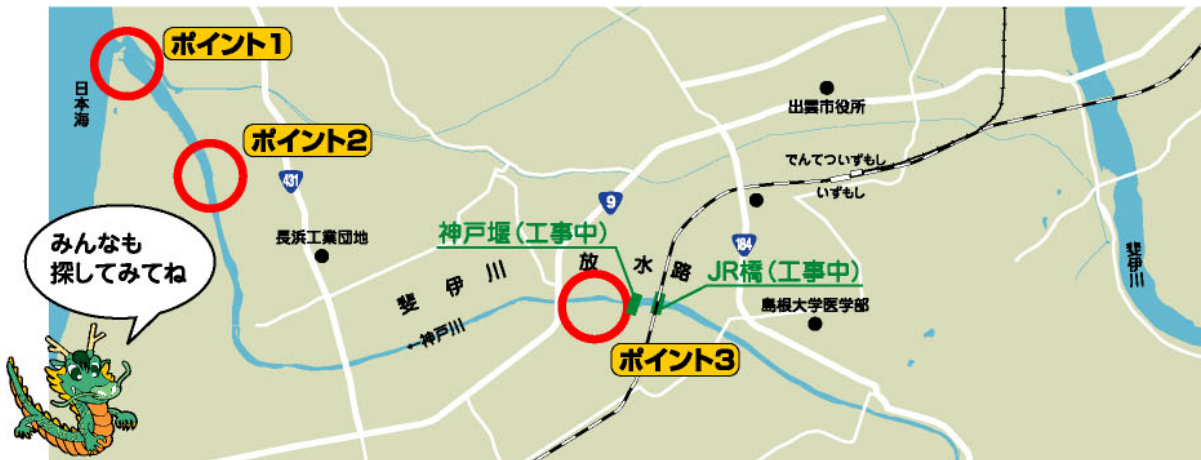 ポイント1
日本海
ポイント2
431
長浜工業団地
みんなも
探してみてね
出雲市役所
でんてついずもし
いずもし
9
184
神戸堰(工事中)
斐伊川放水路
JR橋(工事中)
島根大学医学部
斐伊川
←神戸川
ポイント3